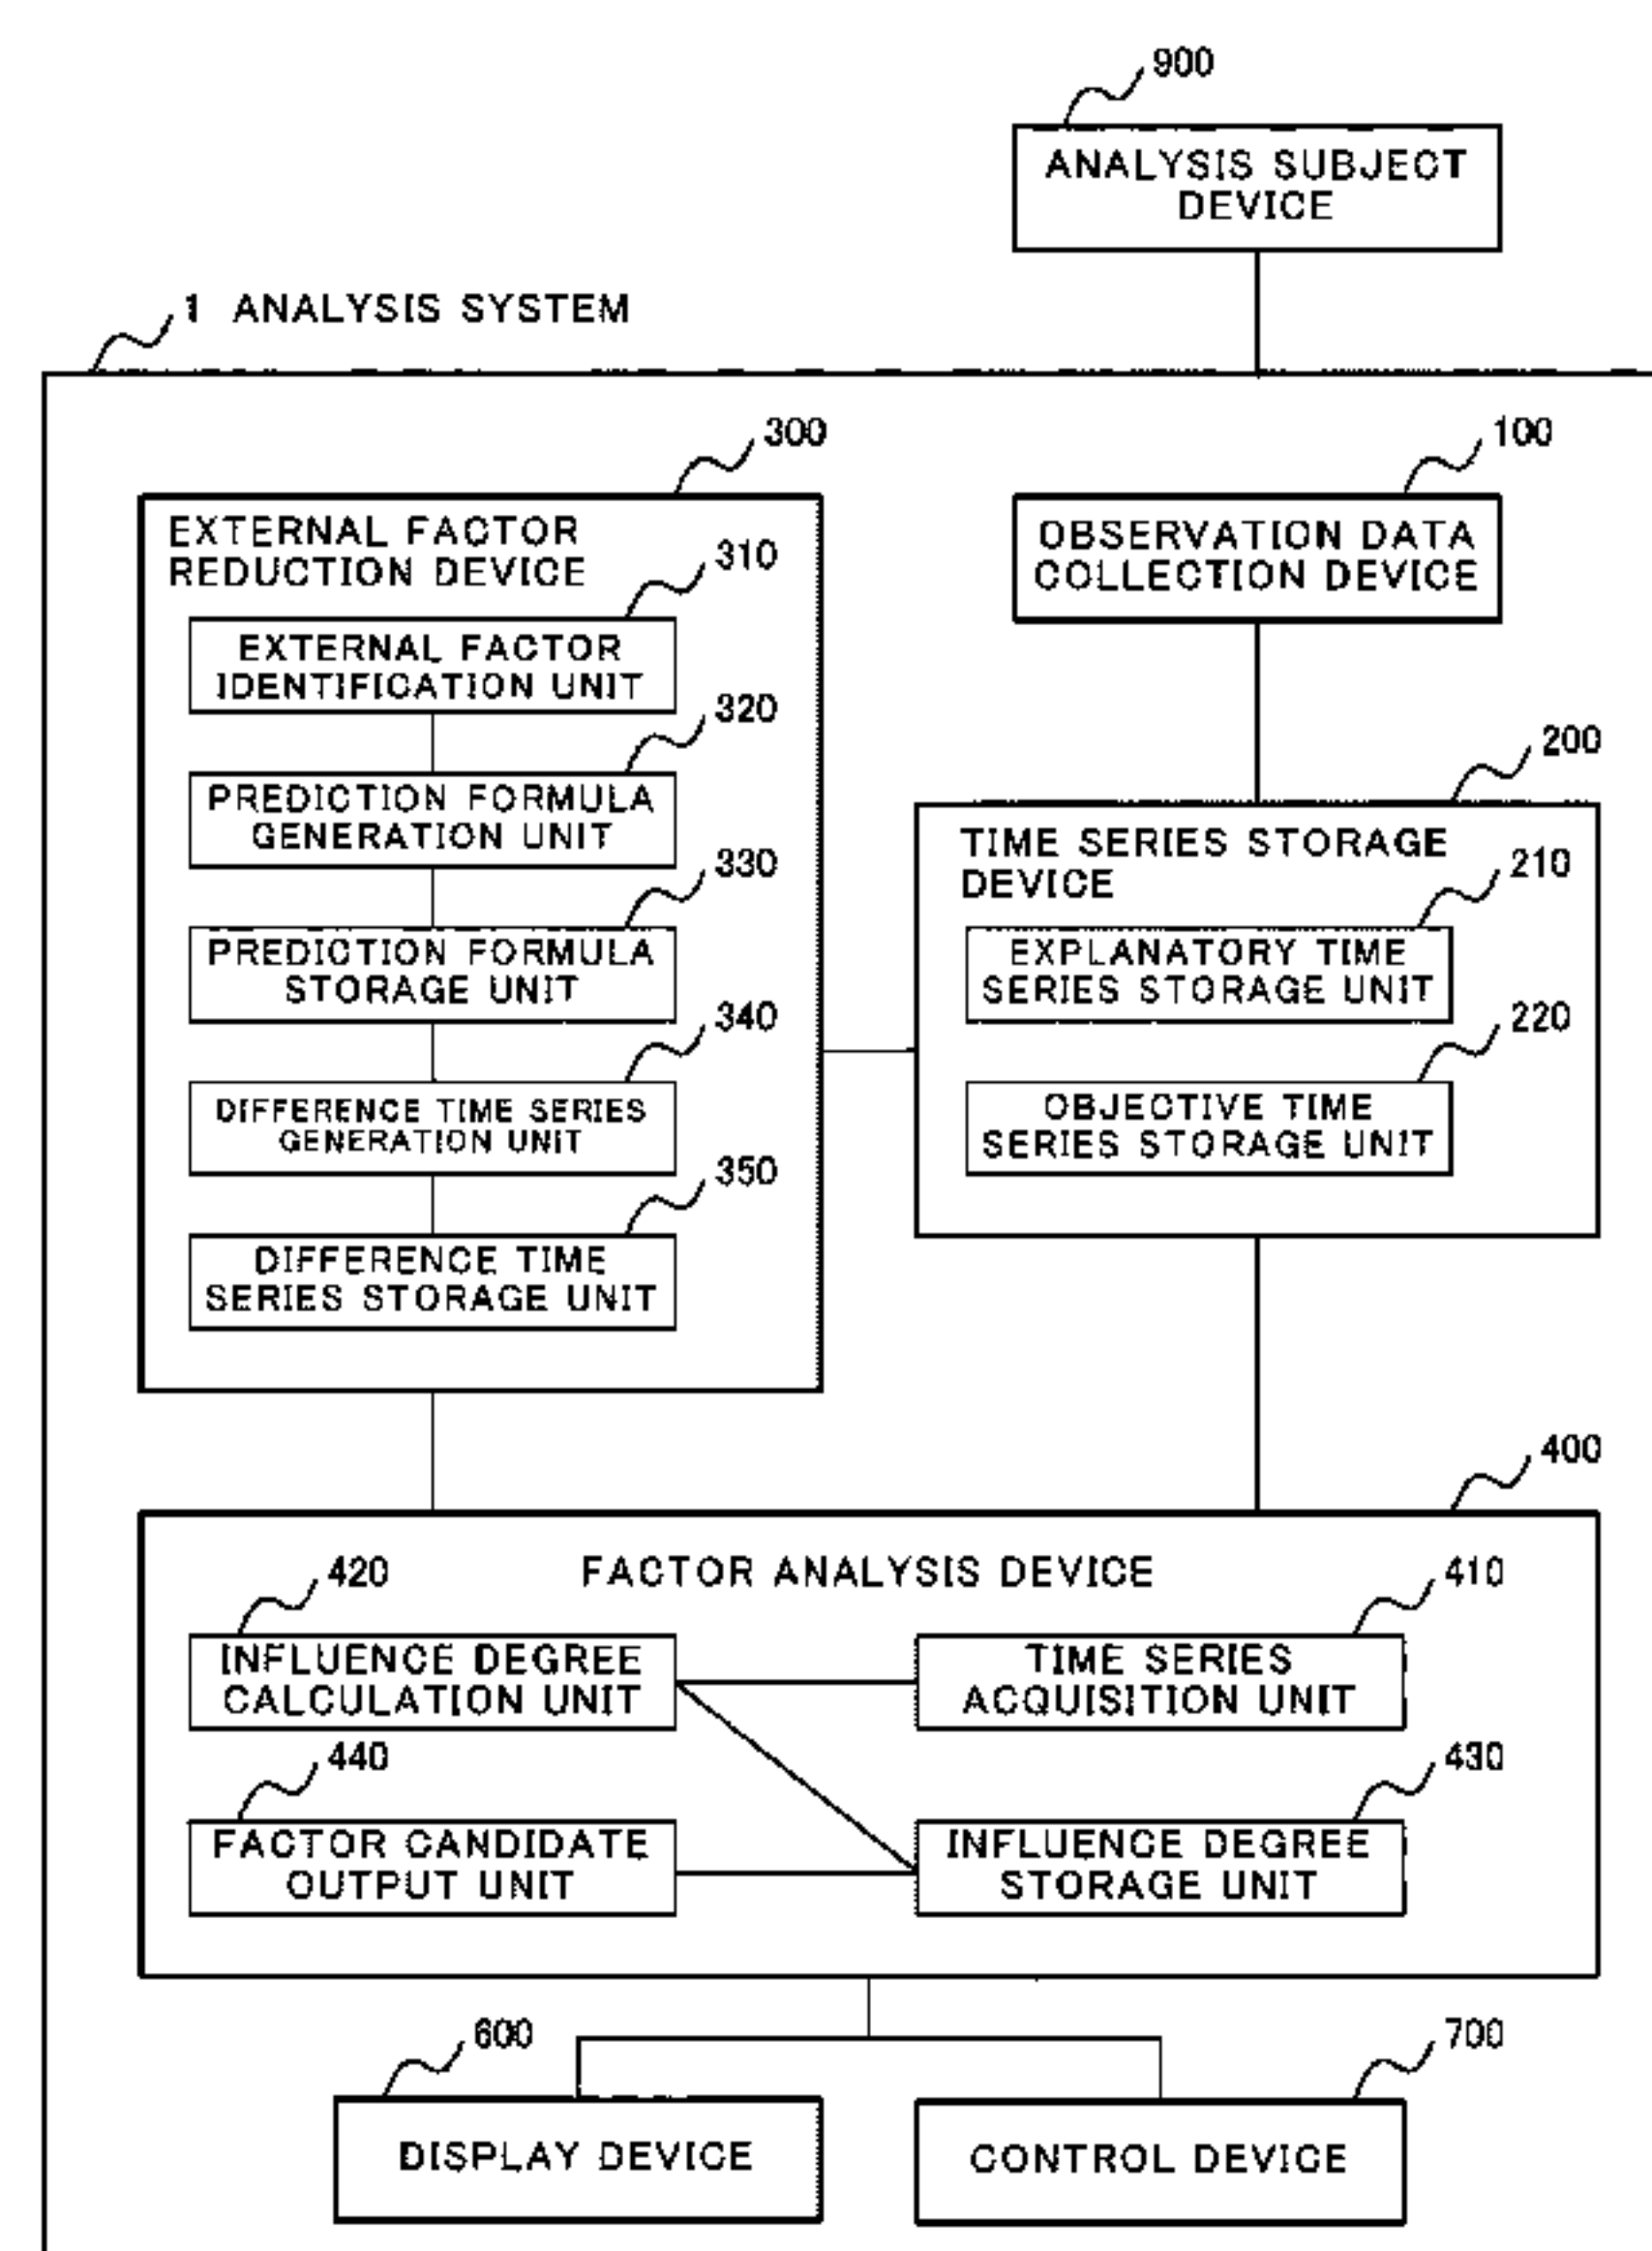 900
ANALYSIS SUBJECT
DEVICE
1 ANALYSIS SYSTEM
300
EXTERNAL FACTOR
REDUCTION DEVICE
310
EXTERNAL FACTOR
IDENTIFICATION UNIT
320
PREDICTION FORMULA
GENERATION UNIT
330
PREDICTION FORMULA
STORAGE UNIT
340
DIFFERENCE TIME SERIES
GENERATION UNIT
350
DIFFERENCE TIME
SERIES STORAGE UNIT
100
OBSERVATION DATA
COLLECTION DEVICE
200
TIME SERIES STORAGE
DEVICE
210
EXPLANATORY TIME
SERIES STORAGE UNIT
220
OBJECTIVE TIME
SERIES STORAGE UNIT
400
FACTOR ANALYSIS DEVICE
420
INFLUENCE DEGREE
CALCULATION UNIT
410
TIME SERIES
ACQUISITION UNIT
440
FACTOR CANDIDATE
OUTPUT UNIT
430
INFLUENCE DEGREE
STORAGE UNIT
600
DISPLAY DEVICE
700
CONTROL DEVICE